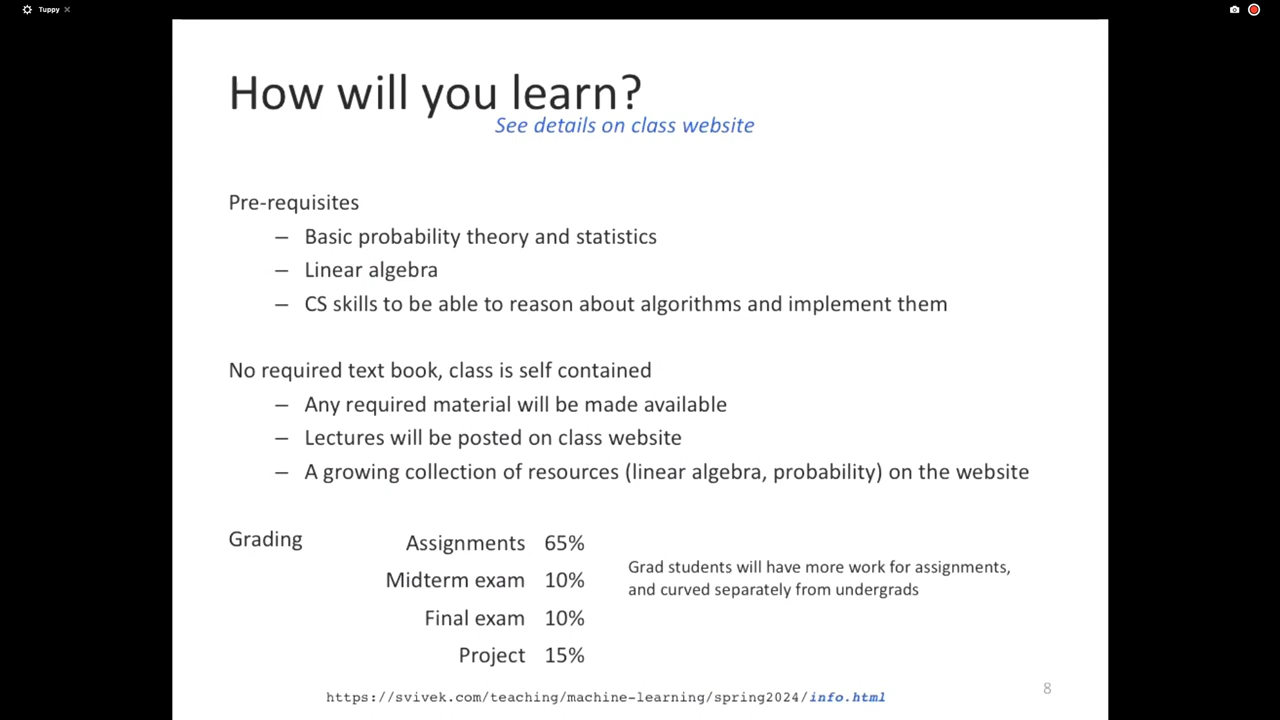 Tuppy
How will you learn?
See details on class website
Pre-requisites
– Basic probability theory and statistics
– Linear algebra
– CS skills to be able to reason about algorithms and implement them
No required text book, class is self contained
– Any required material will be made available
– Lectures will be posted on class website
– A growing collection of resources (linear algebra, probability) on the website
Grading
Assignments 65%
Midterm exam 10%
Final exam 10%
Project 15%
Grad students will have more work for assignments,
and curved separately from undergrads
https://svivek.com/teaching/machine-learning/spring2024/info.html
8